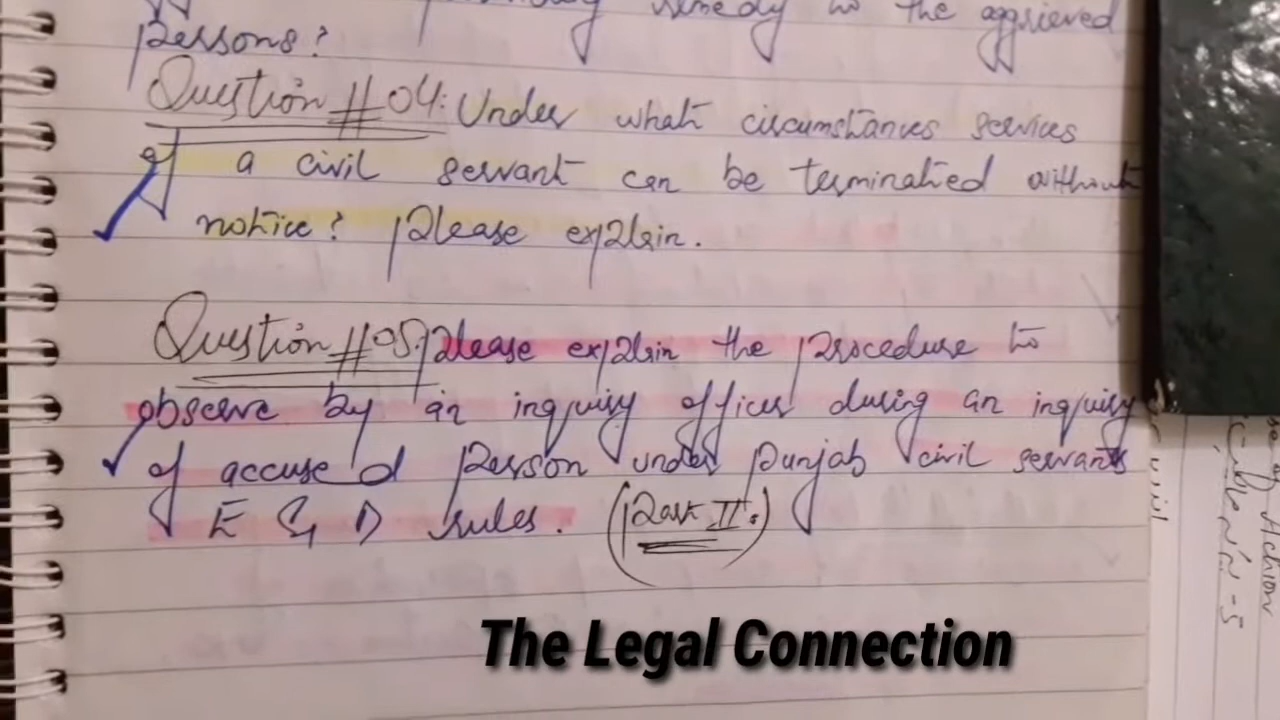 remedy to the aggrieved
persons?
Question #04: Under what circumstances services
of a civil servant can be terminatied without
notice? please explain.
Question #05: please explain the procedure to
observe by an inquiry officer during an inquiry
of accused person under punjab civil servants
E & D rules. (Part II.)
Action
The Legal Connection